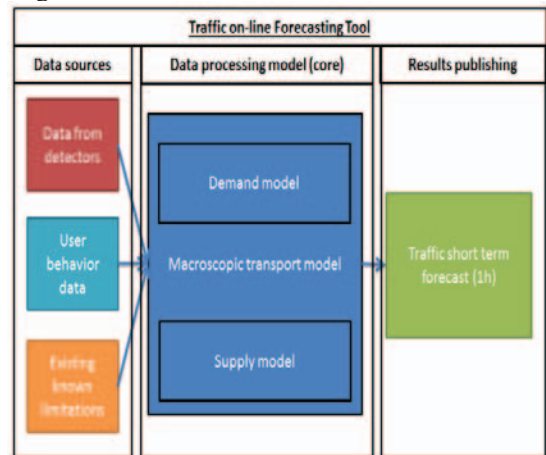 Traffic on-line Forecasting Tool
Data sources
Data processing model (core)
Results publishing
Data from
detectors
User
behavior
data
Existing
known
limitations
Demand model
Macroscopic transport model
Supply model
Traffic short term
forecast (1h)